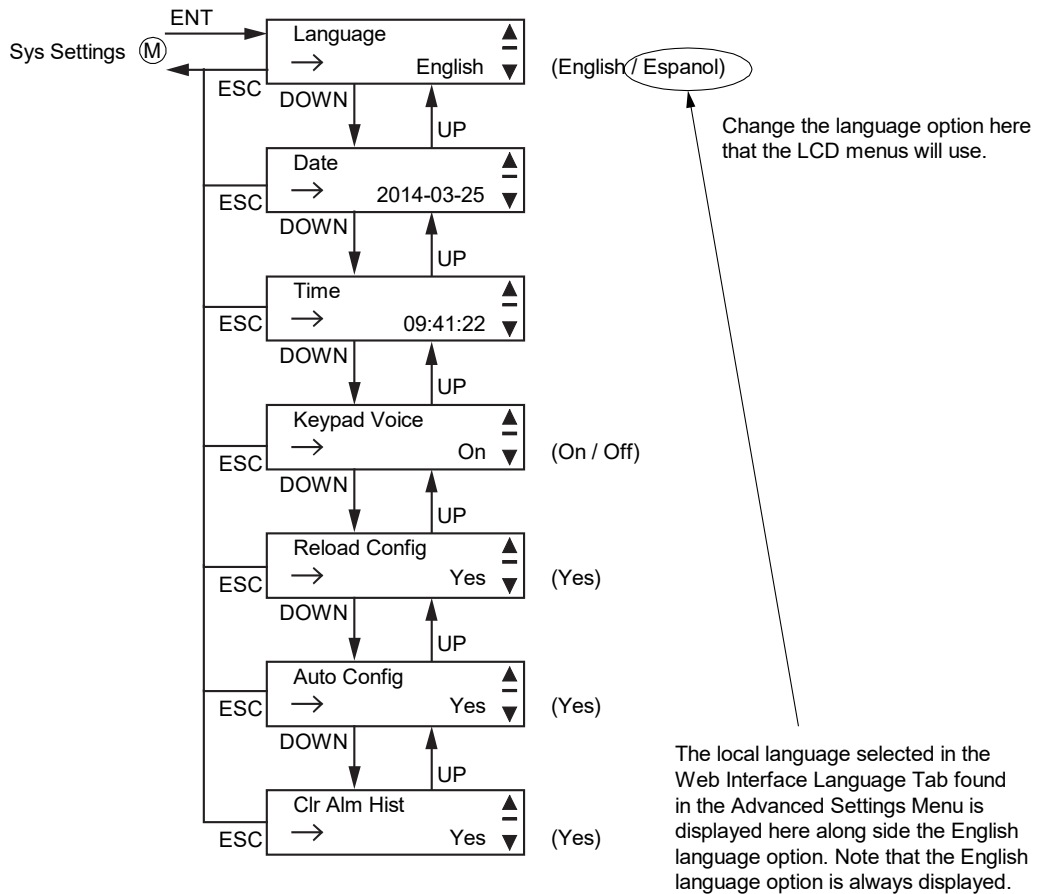 ENT
Sys Settings M
Language
English
(English / Espanol)
ESC
DOWN
UP
Change the language option here
that the LCD menus will use.
Date
2014-03-25
ESC
DOWN
UP
Time
09:41:22
ESC
DOWN
UP
Keypad Voice
On
(On / Off)
ESC
DOWN
UP
Reload Config
Yes
(Yes)
ESC
DOWN
UP
Auto Config
Yes
(Yes)
ESC
DOWN
UP
Clr Alm Hist
Yes
(Yes)
ESC
The local language selected in the
Web Interface Language Tab found
in the Advanced Settings Menu is
displayed here along side the English
language option. Note that the English
language option is always displayed.